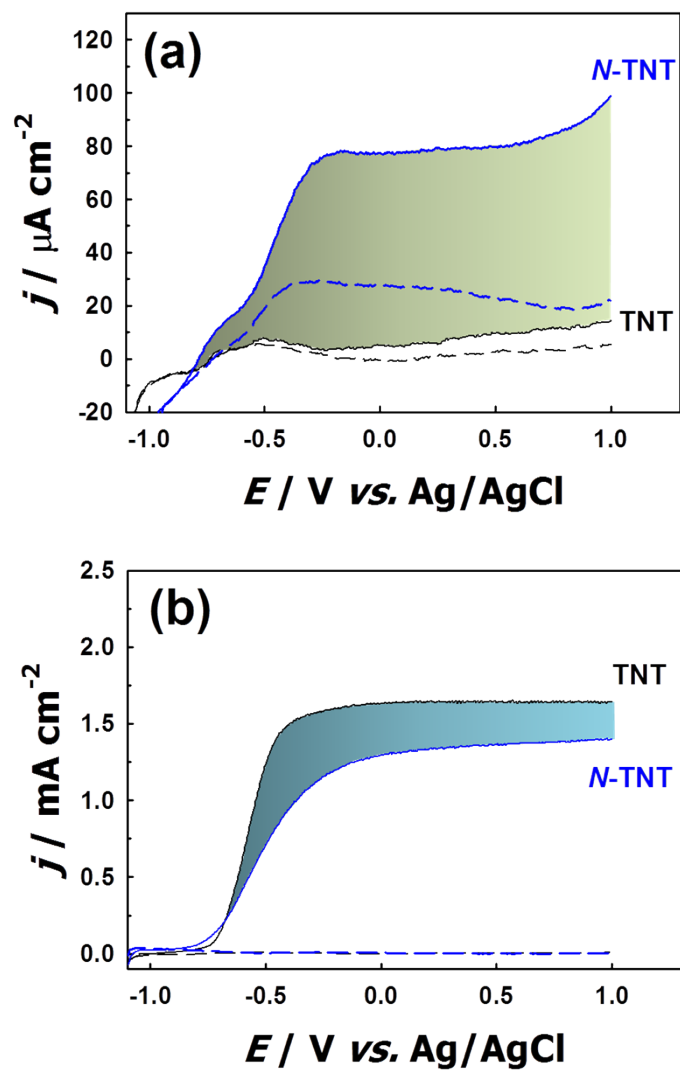 (a)
N-TNT
TNT
120
100
80
60
40
20
0
-20
j / μA cm⁻²
-1.0 -0.5 0.0 0.5 1.0
E / V vs. Ag/AgCl
(b)
TNT
N-TNT
2.5
2.0
1.5
1.0
0.5
0.0
j / mA cm⁻²
-1.0 -0.5 0.0 0.5 1.0
E / V vs. Ag/AgCl